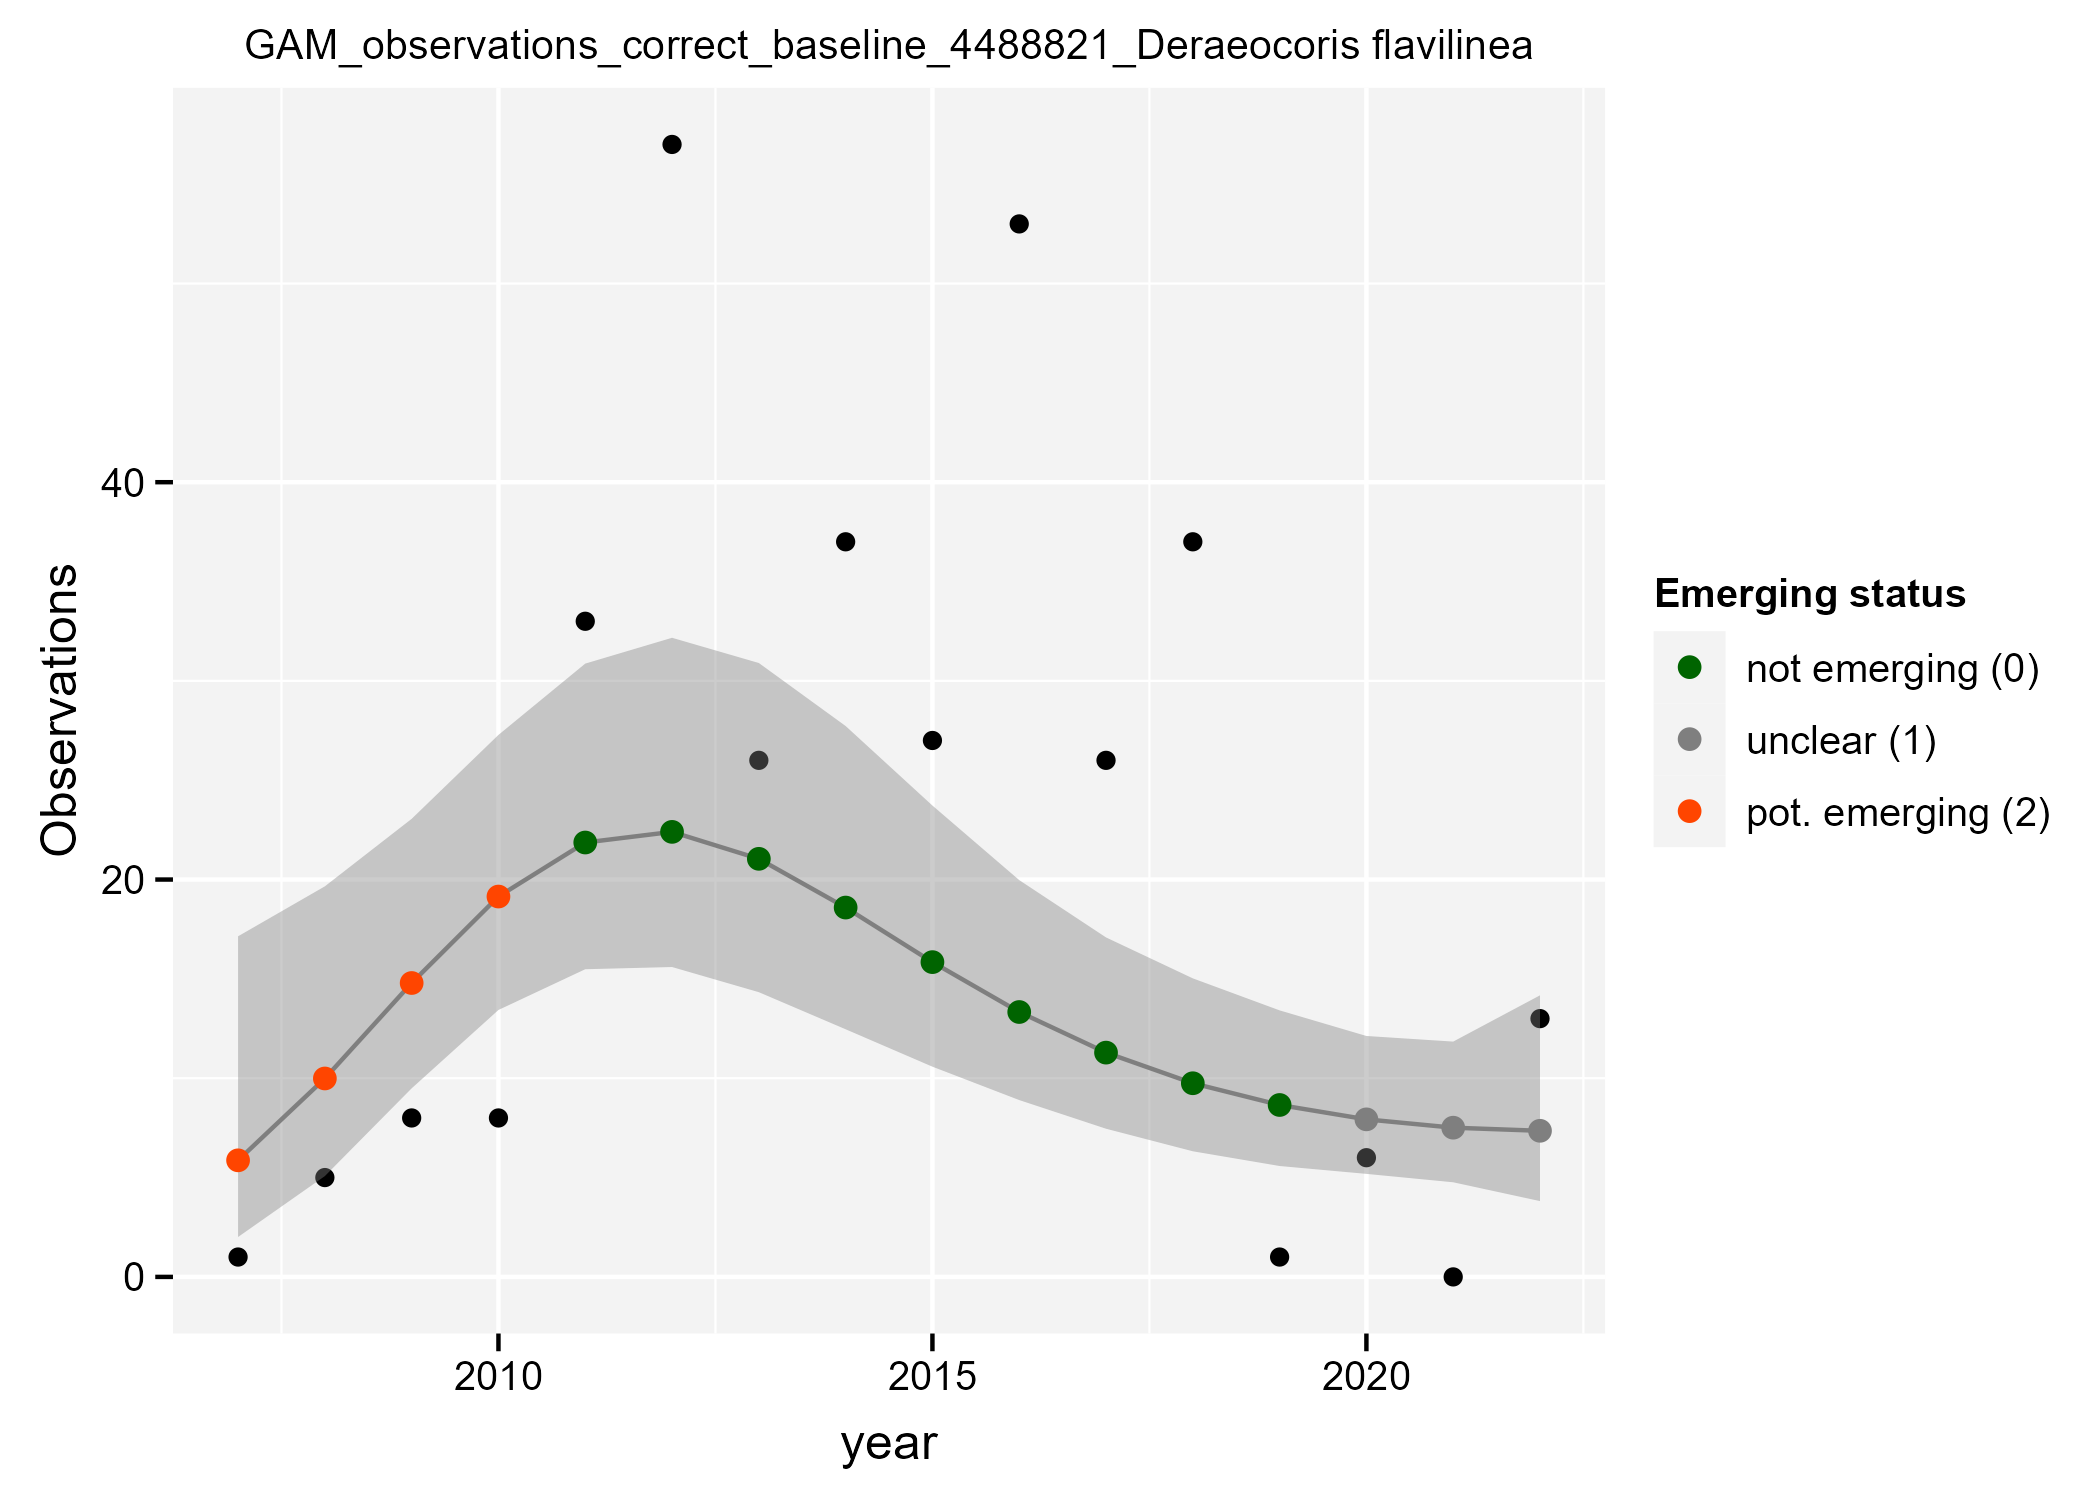 GAM_observations_correct_baseline_4488821_Deraeocoris flavilinea
Observations
40
20
0
2010
2015
2020
year
Emerging status
not emerging (0)
unclear (1)
pot. emerging (2)